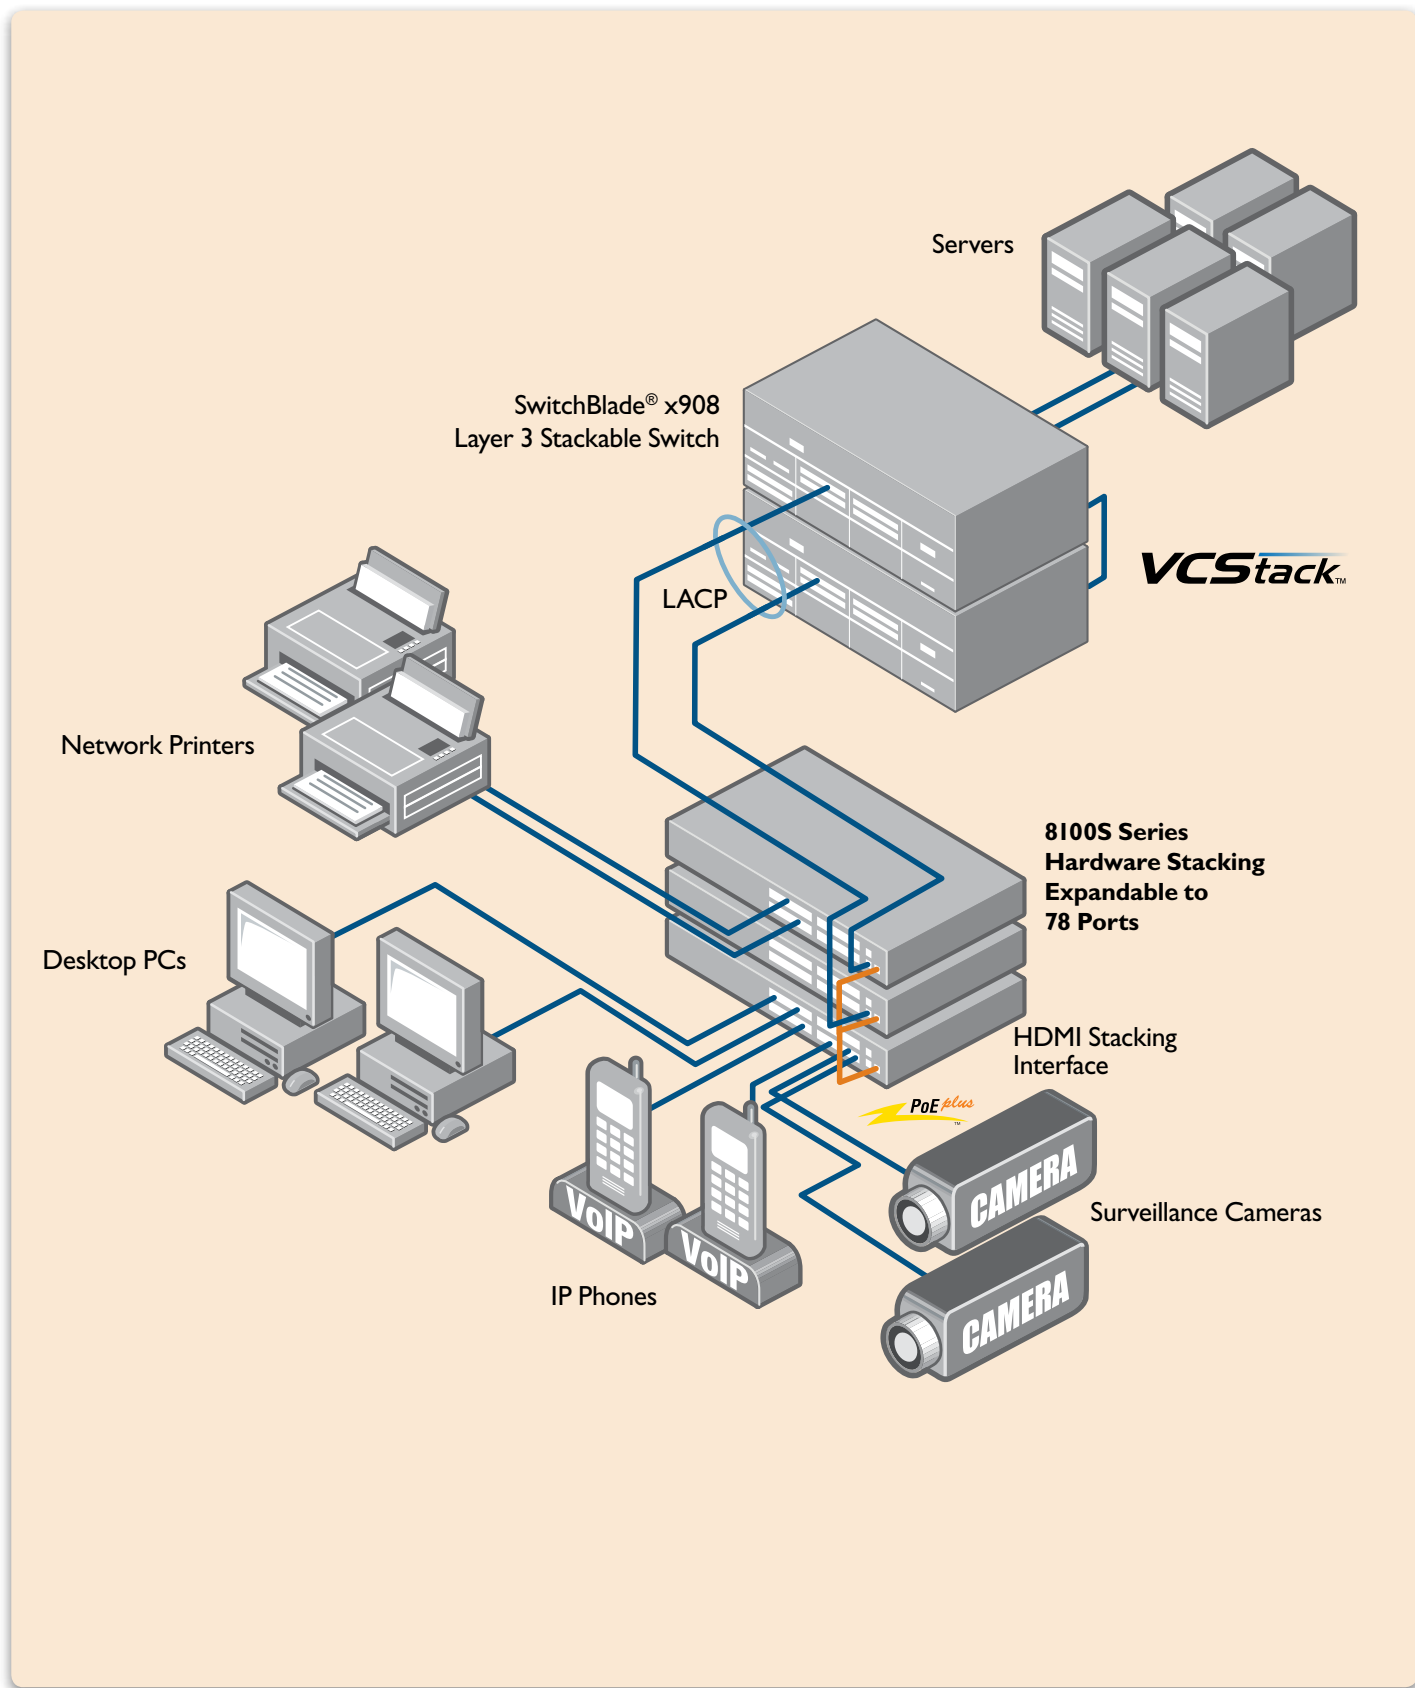 Servers
SwitchBlade® x908
Layer 3 Stackable Switch
VCStack™
LACP
Network Printers
8100S Series
Hardware Stacking
Expandable to
78 Ports
Desktop PCs
HDMI Stacking
Interface
PoE plus™
CAMERA
Surveillance Cameras
VoIP
VoIP
IP Phones
CAMERA